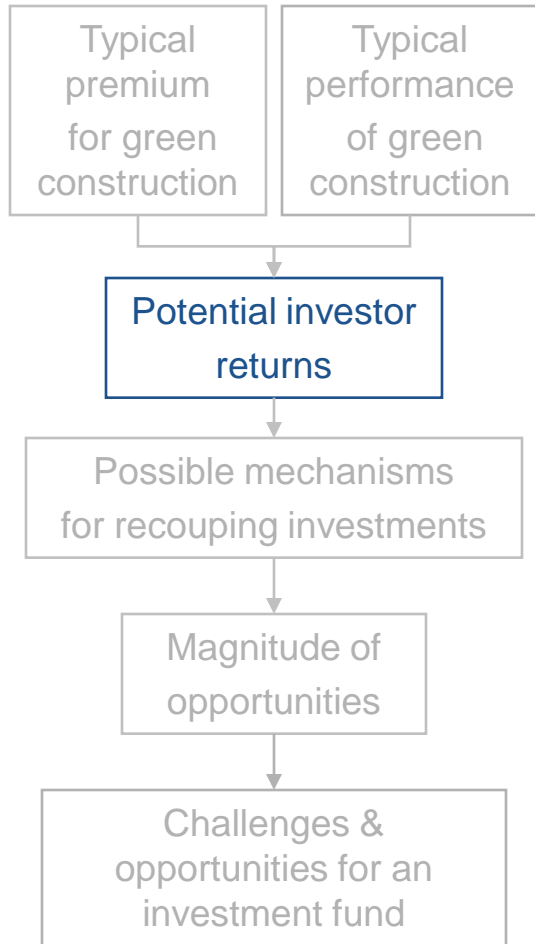 Typical
premium
for green
construction
Typical
performance
of green
construction
Potential investor
returns
Possible mechanisms
for recouping investments
Magnitude of
opportunities
Challenges &
opportunities for an
investment fund